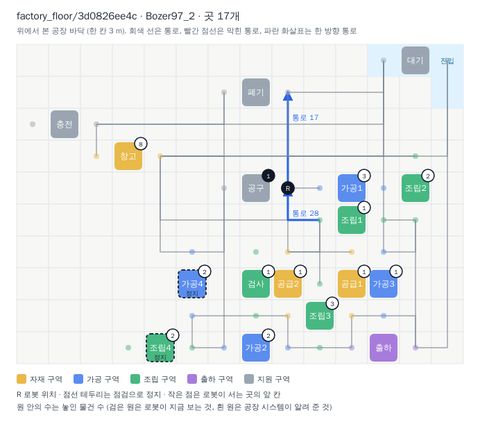 factory_floor/3d0826ee4c · Bozer97_2 · 곳 17개
위에서 본 공장 바닥 (한 칸 3 m). 회색 선은 통로, 빨간 점선은 막힌 통로, 파란 화살표는 한 방향 통로
대기
진입
폐기
통로 17
충전
창고 8
공구 1
R
가공1 3
조립2 2
조립1 1
통로 28
가공4 2
정지
검사 1
공급2 1
공급1 1
가공3 1
조립3 3
조립4 2
정지
가공2 2
출하
자재 구역
가공 구역
조립 구역
출하 구역
지원 구역
R 로봇 위치 · 점선 테두리는 점검으로 정지 · 작은 점은 로봇이 서는 곳의 앞 칸
원 안의 수는 놓인 물건 수 (검은 원은 로봇이 지금 보는 것, 흰 원은 공장 시스템이 알려 준 것)